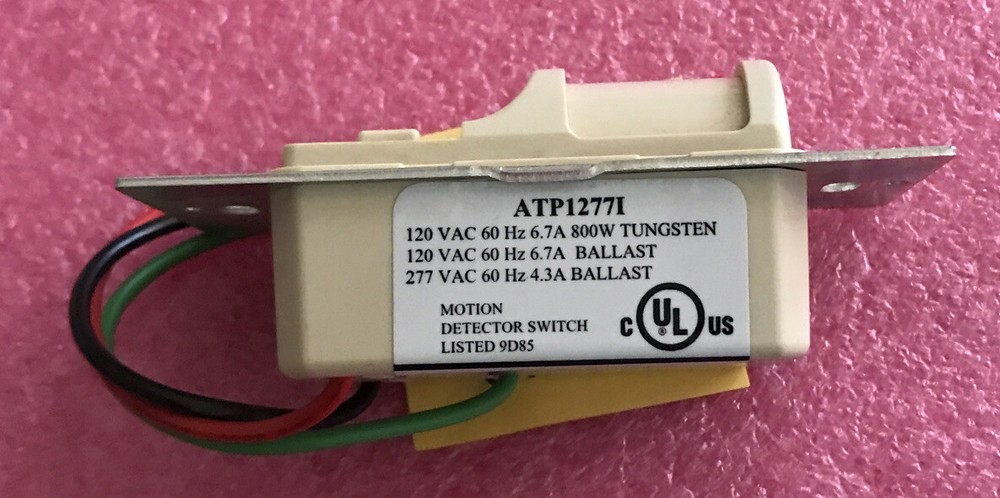 ATP1277I
120 VAC 60 Hz 6.7A 800W TUNGSTEN
120 VAC 60 Hz 6.7A BALLAST
277 VAC 60 Hz 4.3A BALLAST
MOTION
DETECTOR SWITCH
LISTED 9D85
C UL ® US